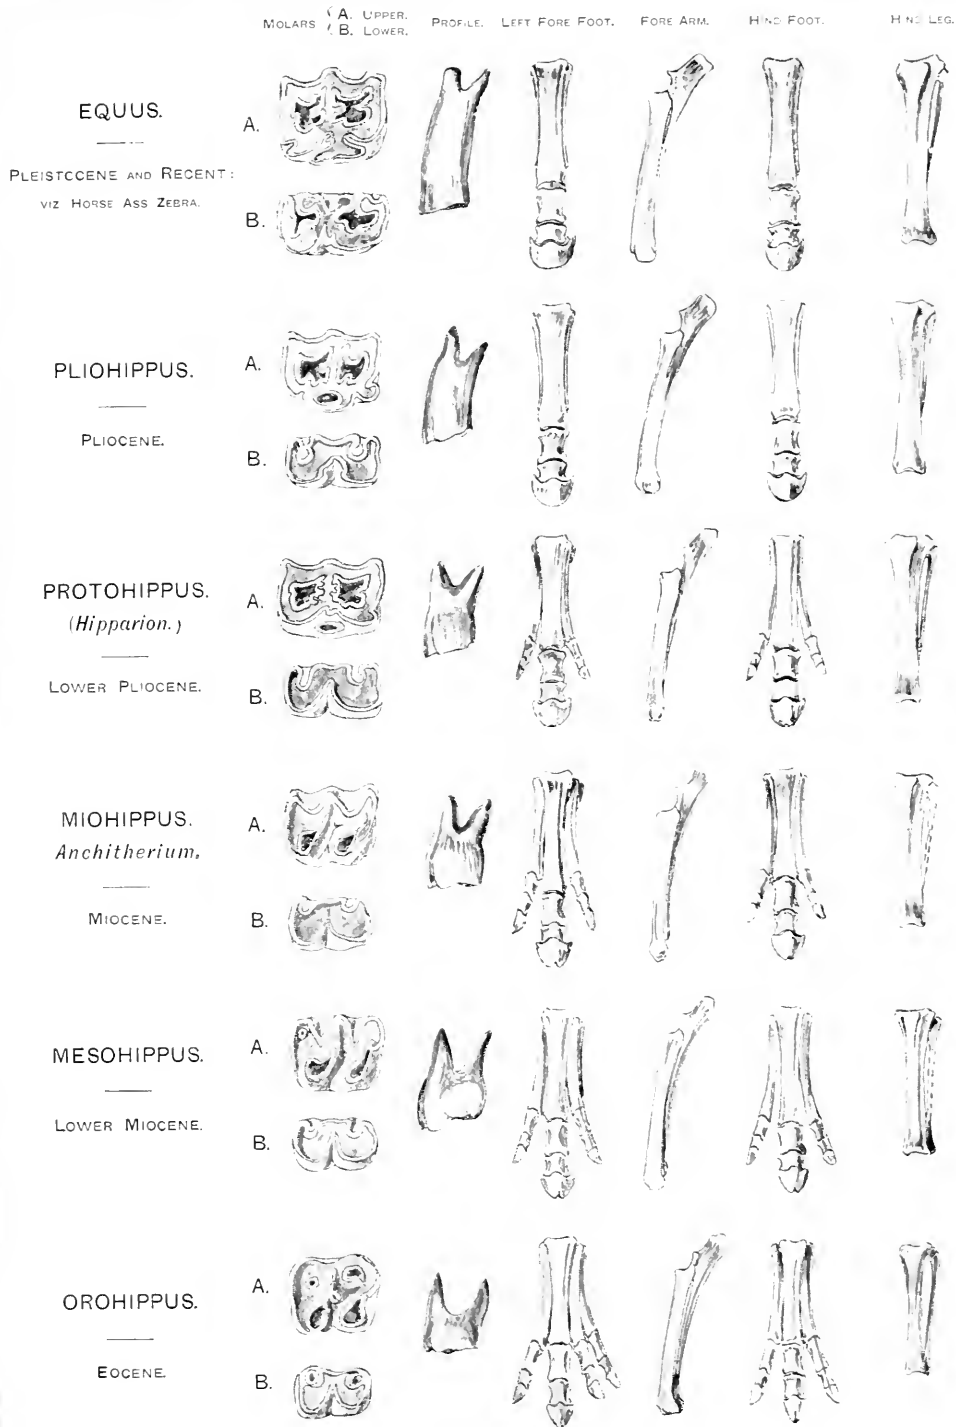 MOLARS { A. UPPER. B. LOWER. PROFILE. LEFT FORE FOOT. FORE ARM. HIND FOOT. HIND LEG.
EQUUS.
PLEISTOCENE AND RECENT:
VIZ HORSE ASS ZEBRA.
A.
B.
PLIOHIPPUS.
PLIOCENE.
A.
B.
PROTOHIPPUS.
(Hipparion.)
LOWER PLIOCENE.
A.
B.
MIOHIPPUS.
Anchitherium,
MIOCENE.
A.
B.
MESOHIPPUS.
LOWER MIOCENE.
A.
B.
OROHIPPUS.
EOCENE.
A.
B.